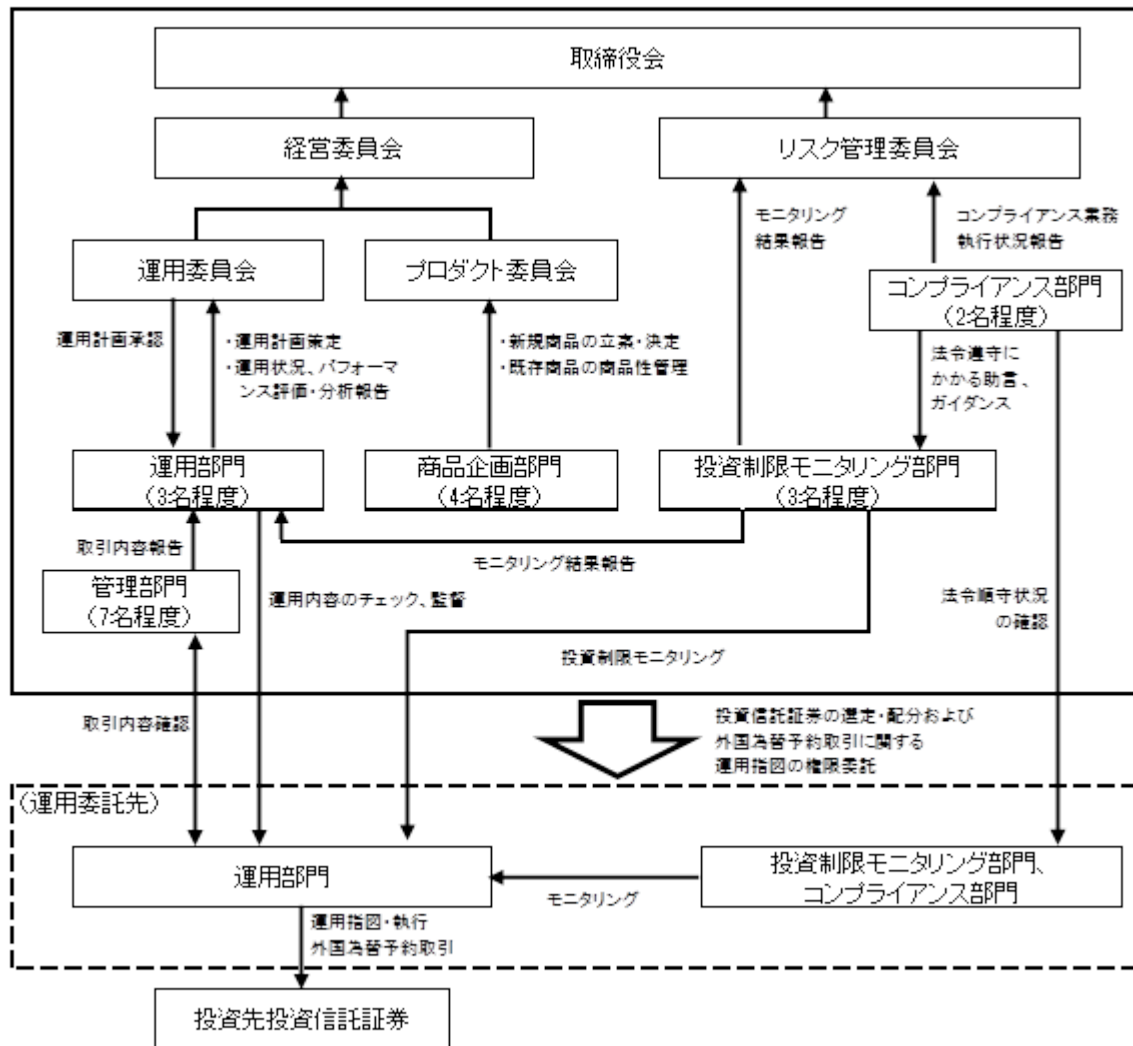 取締役会
経営委員会
リスク管理委員会
モニタリング
結果報告
コンプライアンス業務
執行状況報告
運用委員会
プロダクト委員会
コンプライアンス部門
(2名程度)
運用計画承認
・運用計画策定
・運用状況、パフォーマ
ンス評価・分析報告
・新規商品の立案・決定
・既存商品の商品性管理
法令遵守に
かかる助言、
ガイダンス
運用部門
(3名程度)
商品企画部門
(4名程度)
投資制限モニタリング部門
(3名程度)
取引内容報告
モニタリング結果報告
管理部門
(7名程度)
運用内容のチェック、監督
法令順守状況
の確認
投資制限モニタリング
取引内容確認
投資信託証券の選定・配分および
外国為替予約取引に関する
運用指図の権限委託
(運用委託先)
運用部門
モニタリング
投資制限モニタリング部門、
コンプライアンス部門
運用指図・執行
外国為替予約取引
投資先投資信託証券